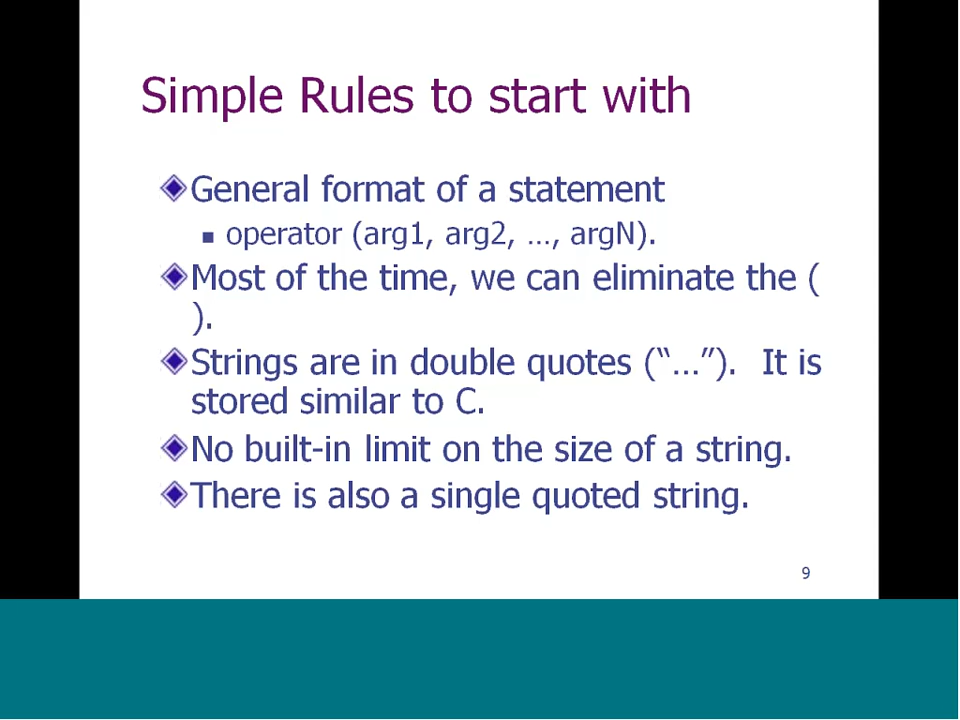 Simple Rules to start with
General format of a statement
operator (arg1, arg2, …, argN).
Most of the time, we can eliminate the (
).
Strings are in double quotes (“…”).  It is
stored similar to C.
No built-in limit on the size of a string.
There is also a single quoted string.
9